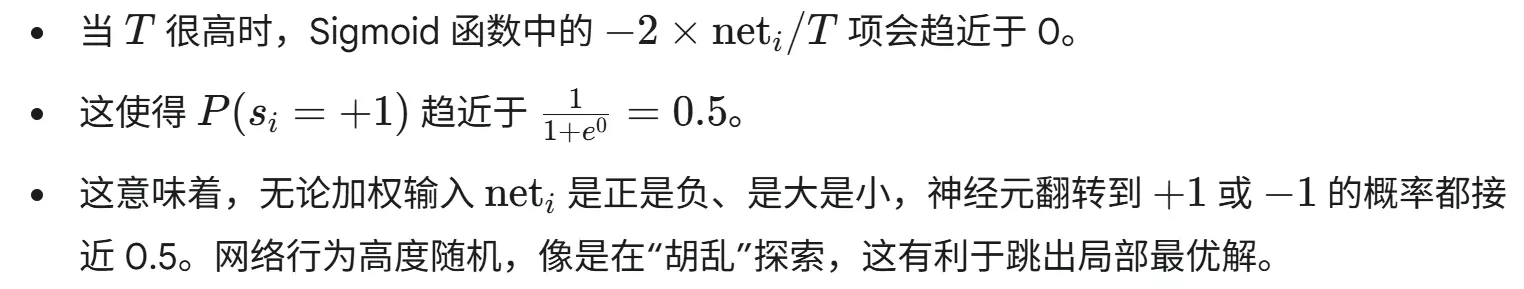 • 当 $T$ 很高时，Sigmoid 函数中的 $-2 \times \mathrm{net}_i/T$ 项会趋近于 0。
• 这使得 $P(s_i = +1)$ 趋近于 $\frac{1}{1+e^0} = 0.5$。
• 这意味着，无论加权输入 $\mathrm{net}_i$ 是正是负、是大是小，神经元翻转到 $+1$ 或 $-1$ 的概率都接
近 0.5。网络行为高度随机，像是在“胡乱”探索，这有利于跳出局部最优解。